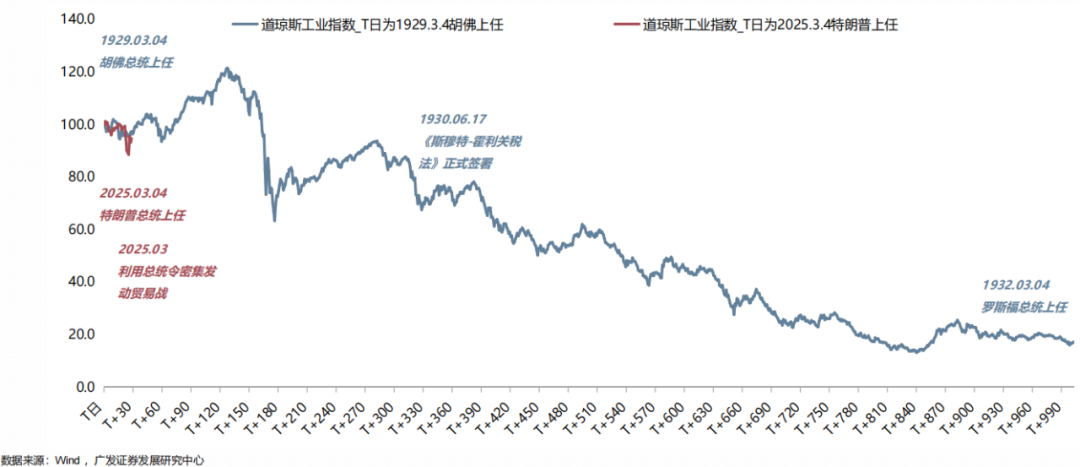 道琼斯工业指数_T日为1929.3.4胡佛上任
道琼斯工业指数_T日为2025.3.4特朗普上任
140.0
120.0
100.0
80.0
60.0
40.0
20.0
0.0
1929.03.04
胡佛总统上任
1930.06.17
《斯穆特-霍利关税
法》正式签署
2025.03.04
特朗普总统上任
2025.03
利用总统令密集发
动贸易战
1932.03.04
罗斯福总统上任
T日
T+30
T+60
T+90
T+120
T+150
T+180
T+210
T+240
T+270
T+300
T+330
T+360
T+390
T+420
T+450
T+480
T+510
T+540
T+570
T+600
T+630
T+660
T+690
T+720
T+750
T+780
T+810
T+840
T+870
T+900
T+930
T+960
T+990
数据来源：Wind ，广发证券发展研究中心